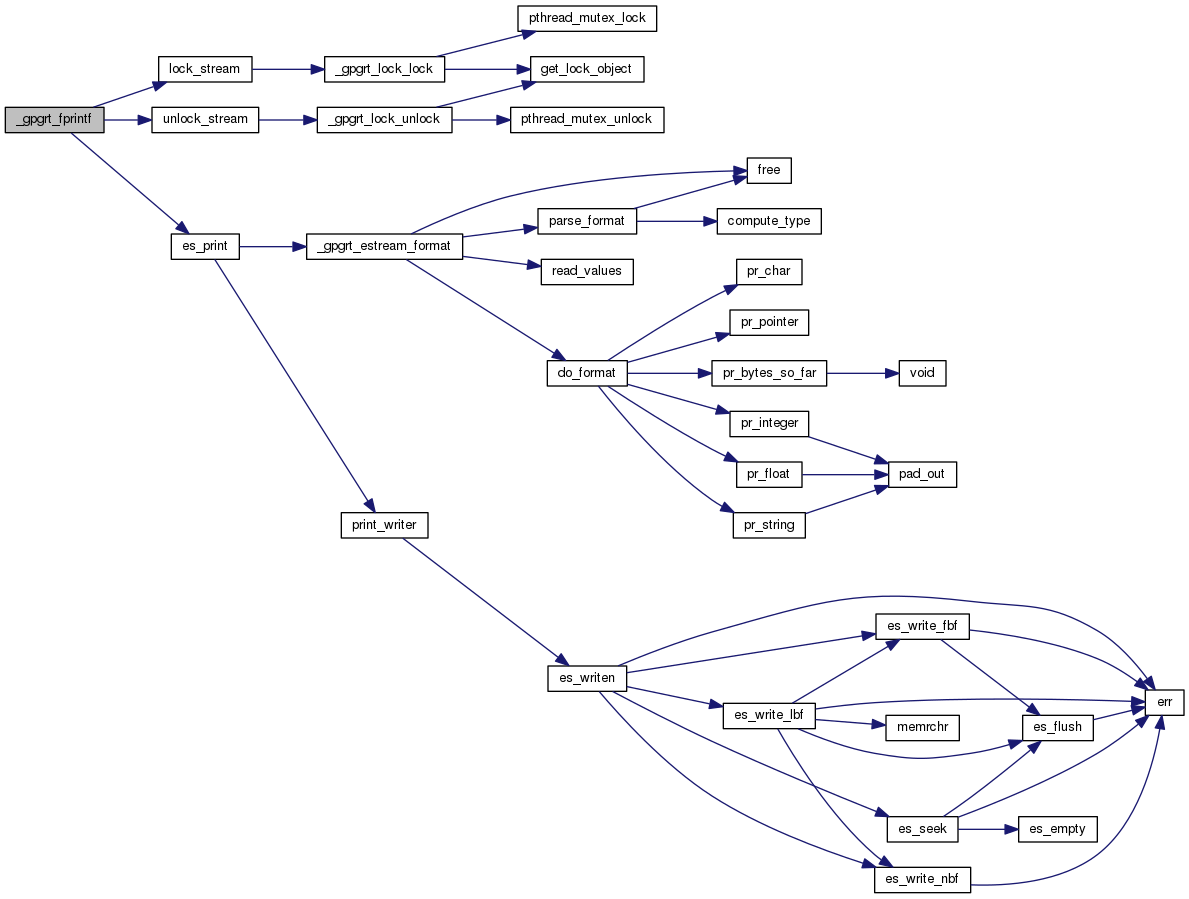 pthread_mutex_lock
lock_stream
_gpgrt_lock_lock
get_lock_object
_gpgrt_fprintf
unlock_stream
_gpgrt_lock_unlock
pthread_mutex_unlock
free
parse_format
compute_type
es_print
_gpgrt_estream_format
read_values
pr_char
pr_pointer
do_format
pr_bytes_so_far
void
pr_integer
pr_float
pad_out
print_writer
pr_string
es_write_fbf
es_writen
err
es_write_lbf
memrchr
es_flush
es_seek
es_empty
es_write_nbf